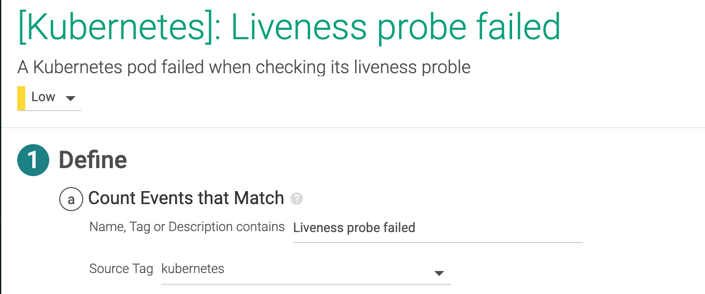 [Kubernetes]: Liveness probe failed
A Kubernetes pod failed when checking its liveness proble
Low
1 Define
a Count Events that Match ?
Name, Tag or Description contains Liveness probe failed
Source Tag kubernetes